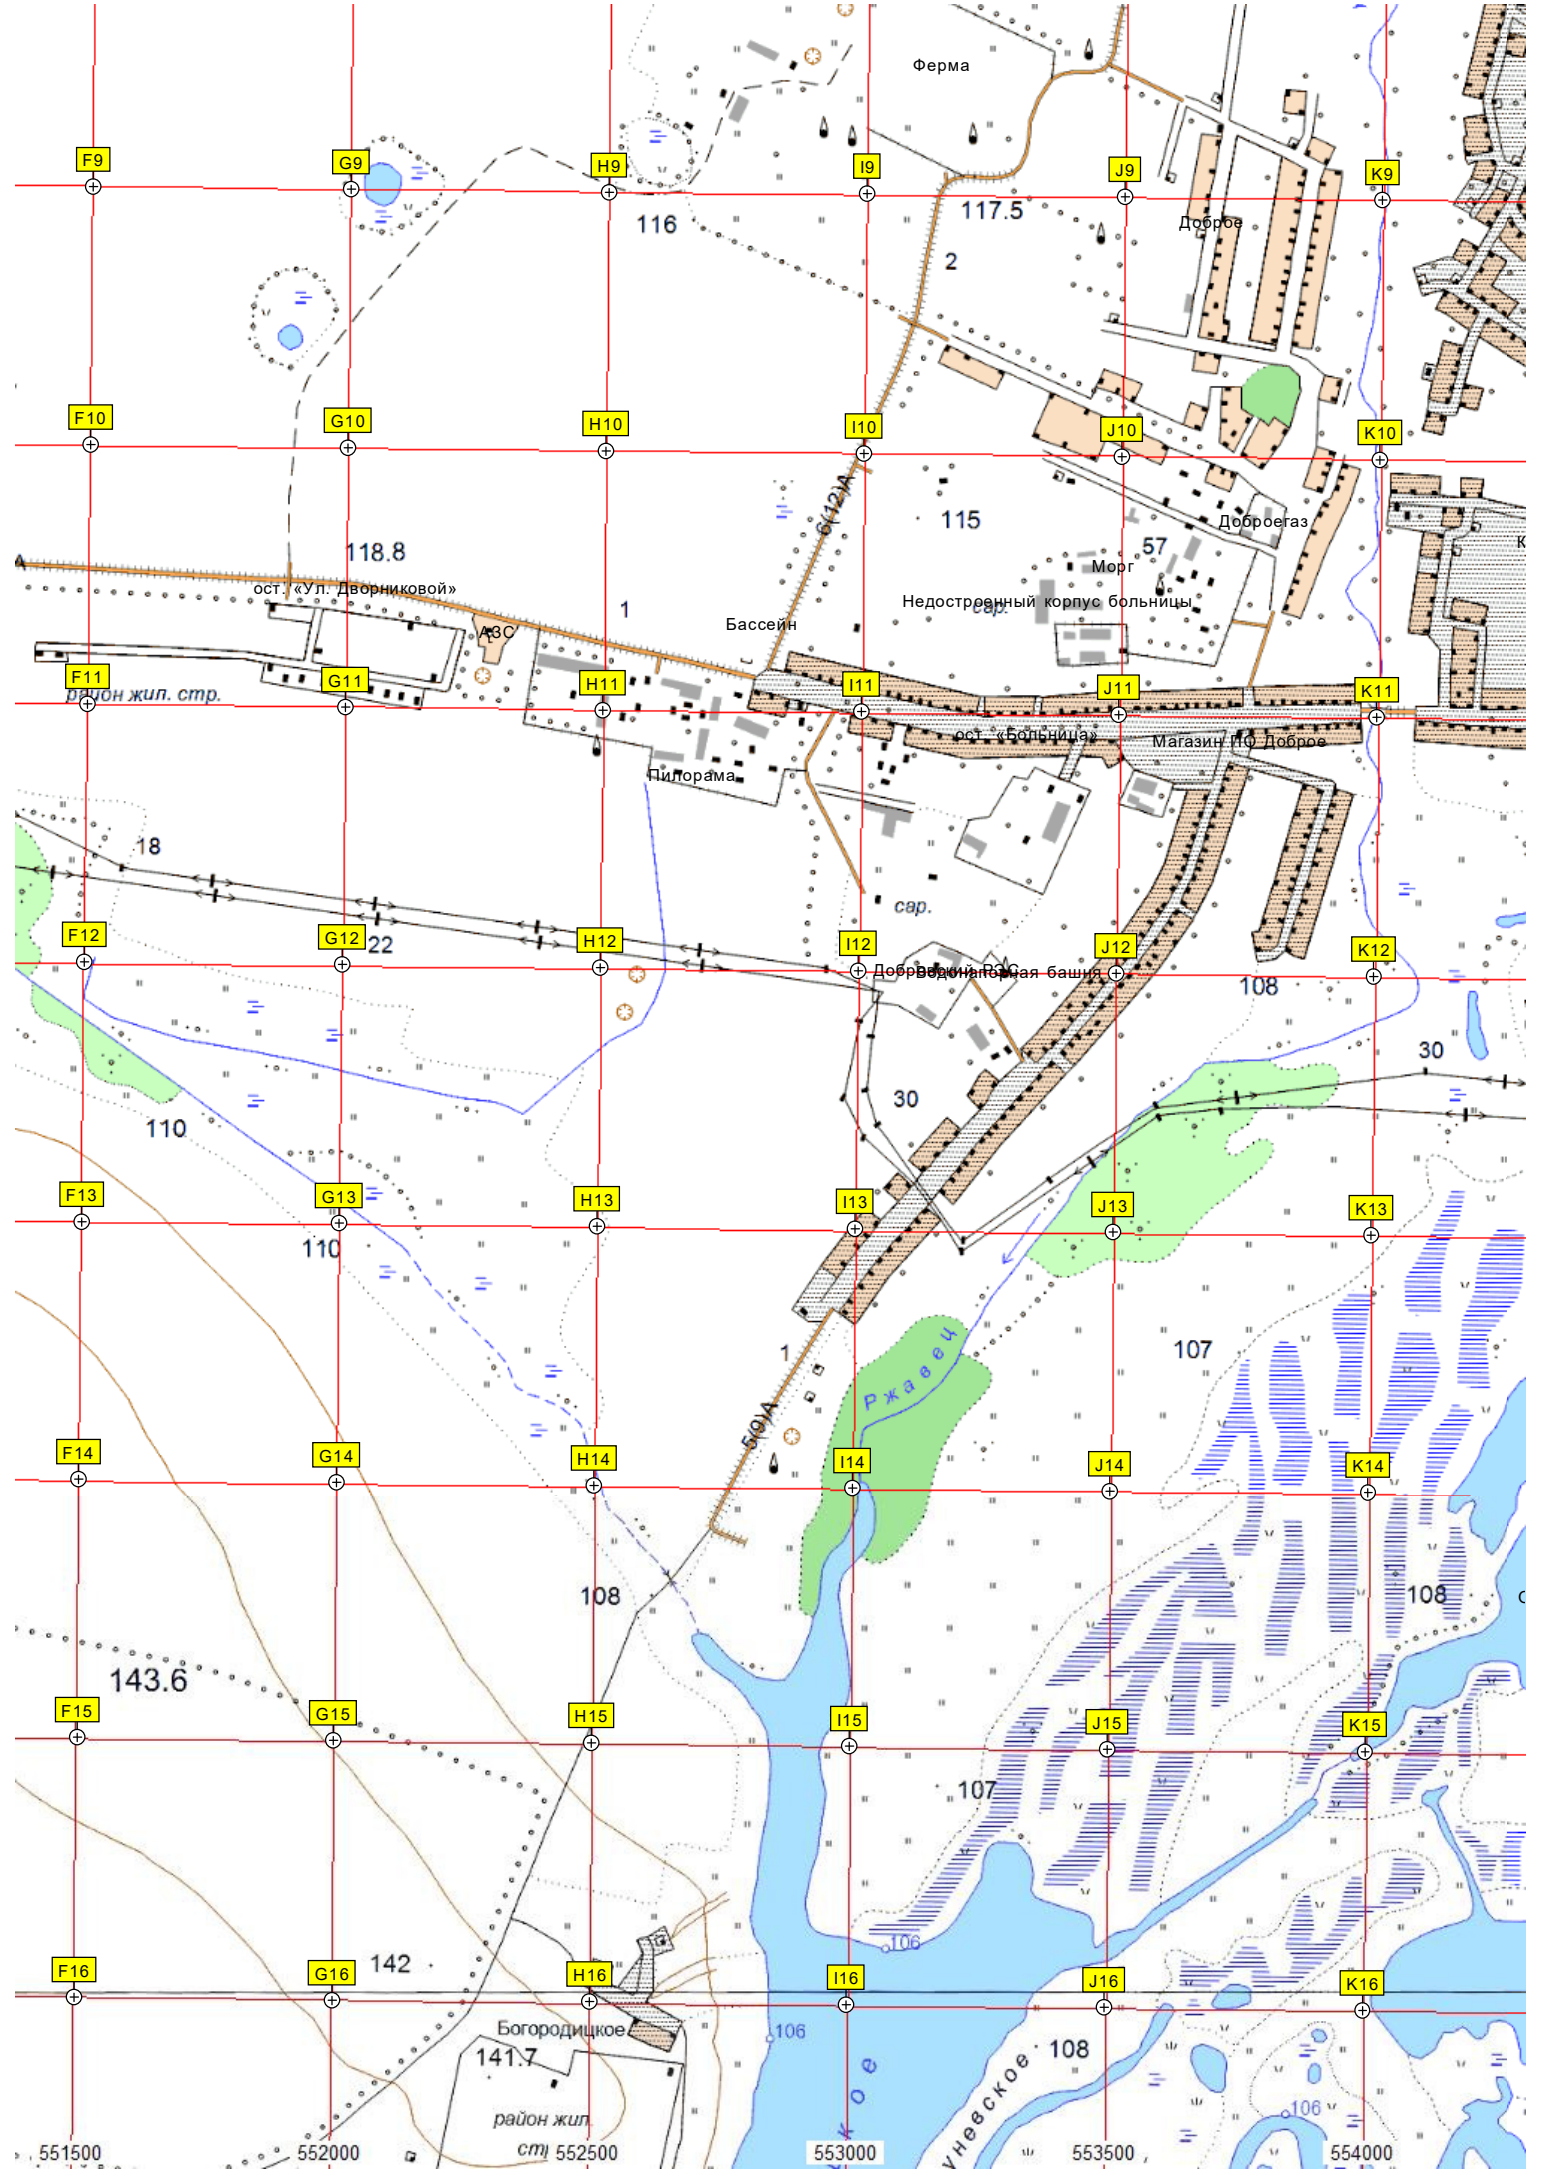 Ферма
F9
G9
H9
I9
J9
K9
116
117.5
Доброе
2
F10
G10
H10
I10
J10
K10
6(12)А
115
Доброегаз
118.8
57
К
А
ост. «Ул. Дворниковой»
Морг
1
Недостроенный корпус больницы
сар.
АЗС
Бассейн
F11
G11
H11
I11
J11
K11
район жил. стр.
ост. «Больница»
Магазин ПО Доброе
Пилорама
18
сар.
F12
G12
H12
I12
J12
K12
22
Добровский РЭС
Водонапорная башня
108
30
30
110
F13
G13
H13
I13
J13
K13
110
1
Ржавец
107
5(9)А
F14
G14
H14
I14
J14
K14
108
108
143.6
F15
G15
H15
I15
J15
K15
107
106
142
F16
G16
H16
I16
J16
K16
Богородицкое
106
141.7
108
кое
уневское
106
район жил.
551500
552000
552500
553000
553500
554000